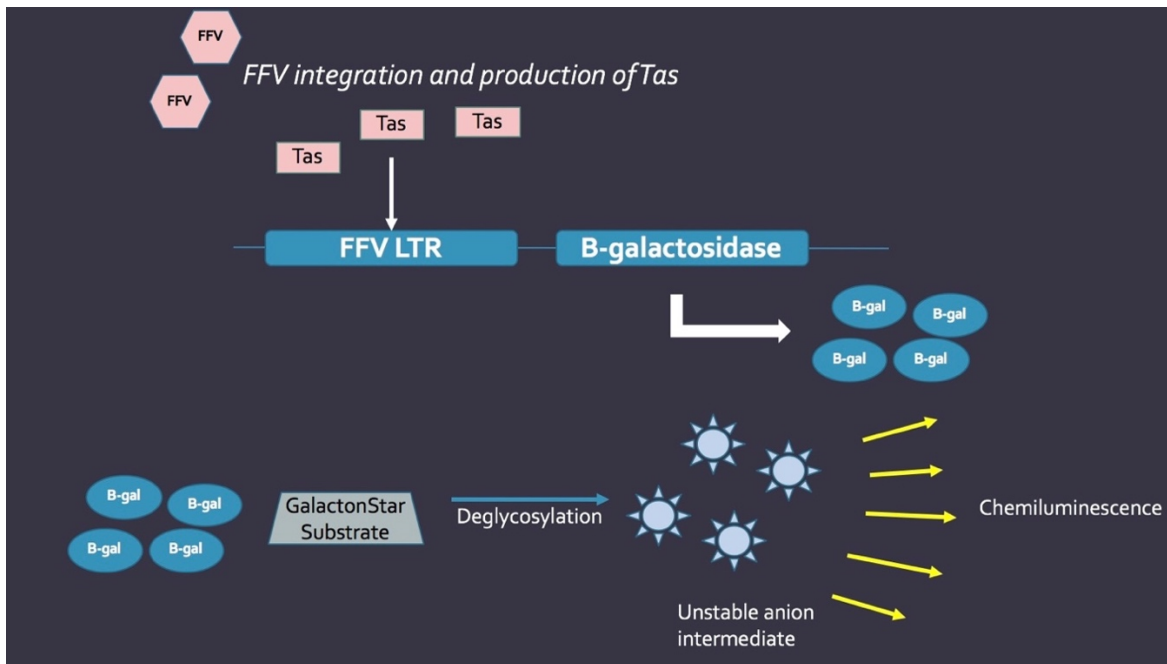 FFV
FFV integration and production of Tas
FFV
Tas
Tas
Tas
FFV LTR
B-galactosidase
B-gal
B-gal
B-gal
B-gal
B-gal
B-gal
B-gal
B-gal
GalactonStar
Substrate
Deglycosylation
Chemiluminescence
Unstable anion
intermediate